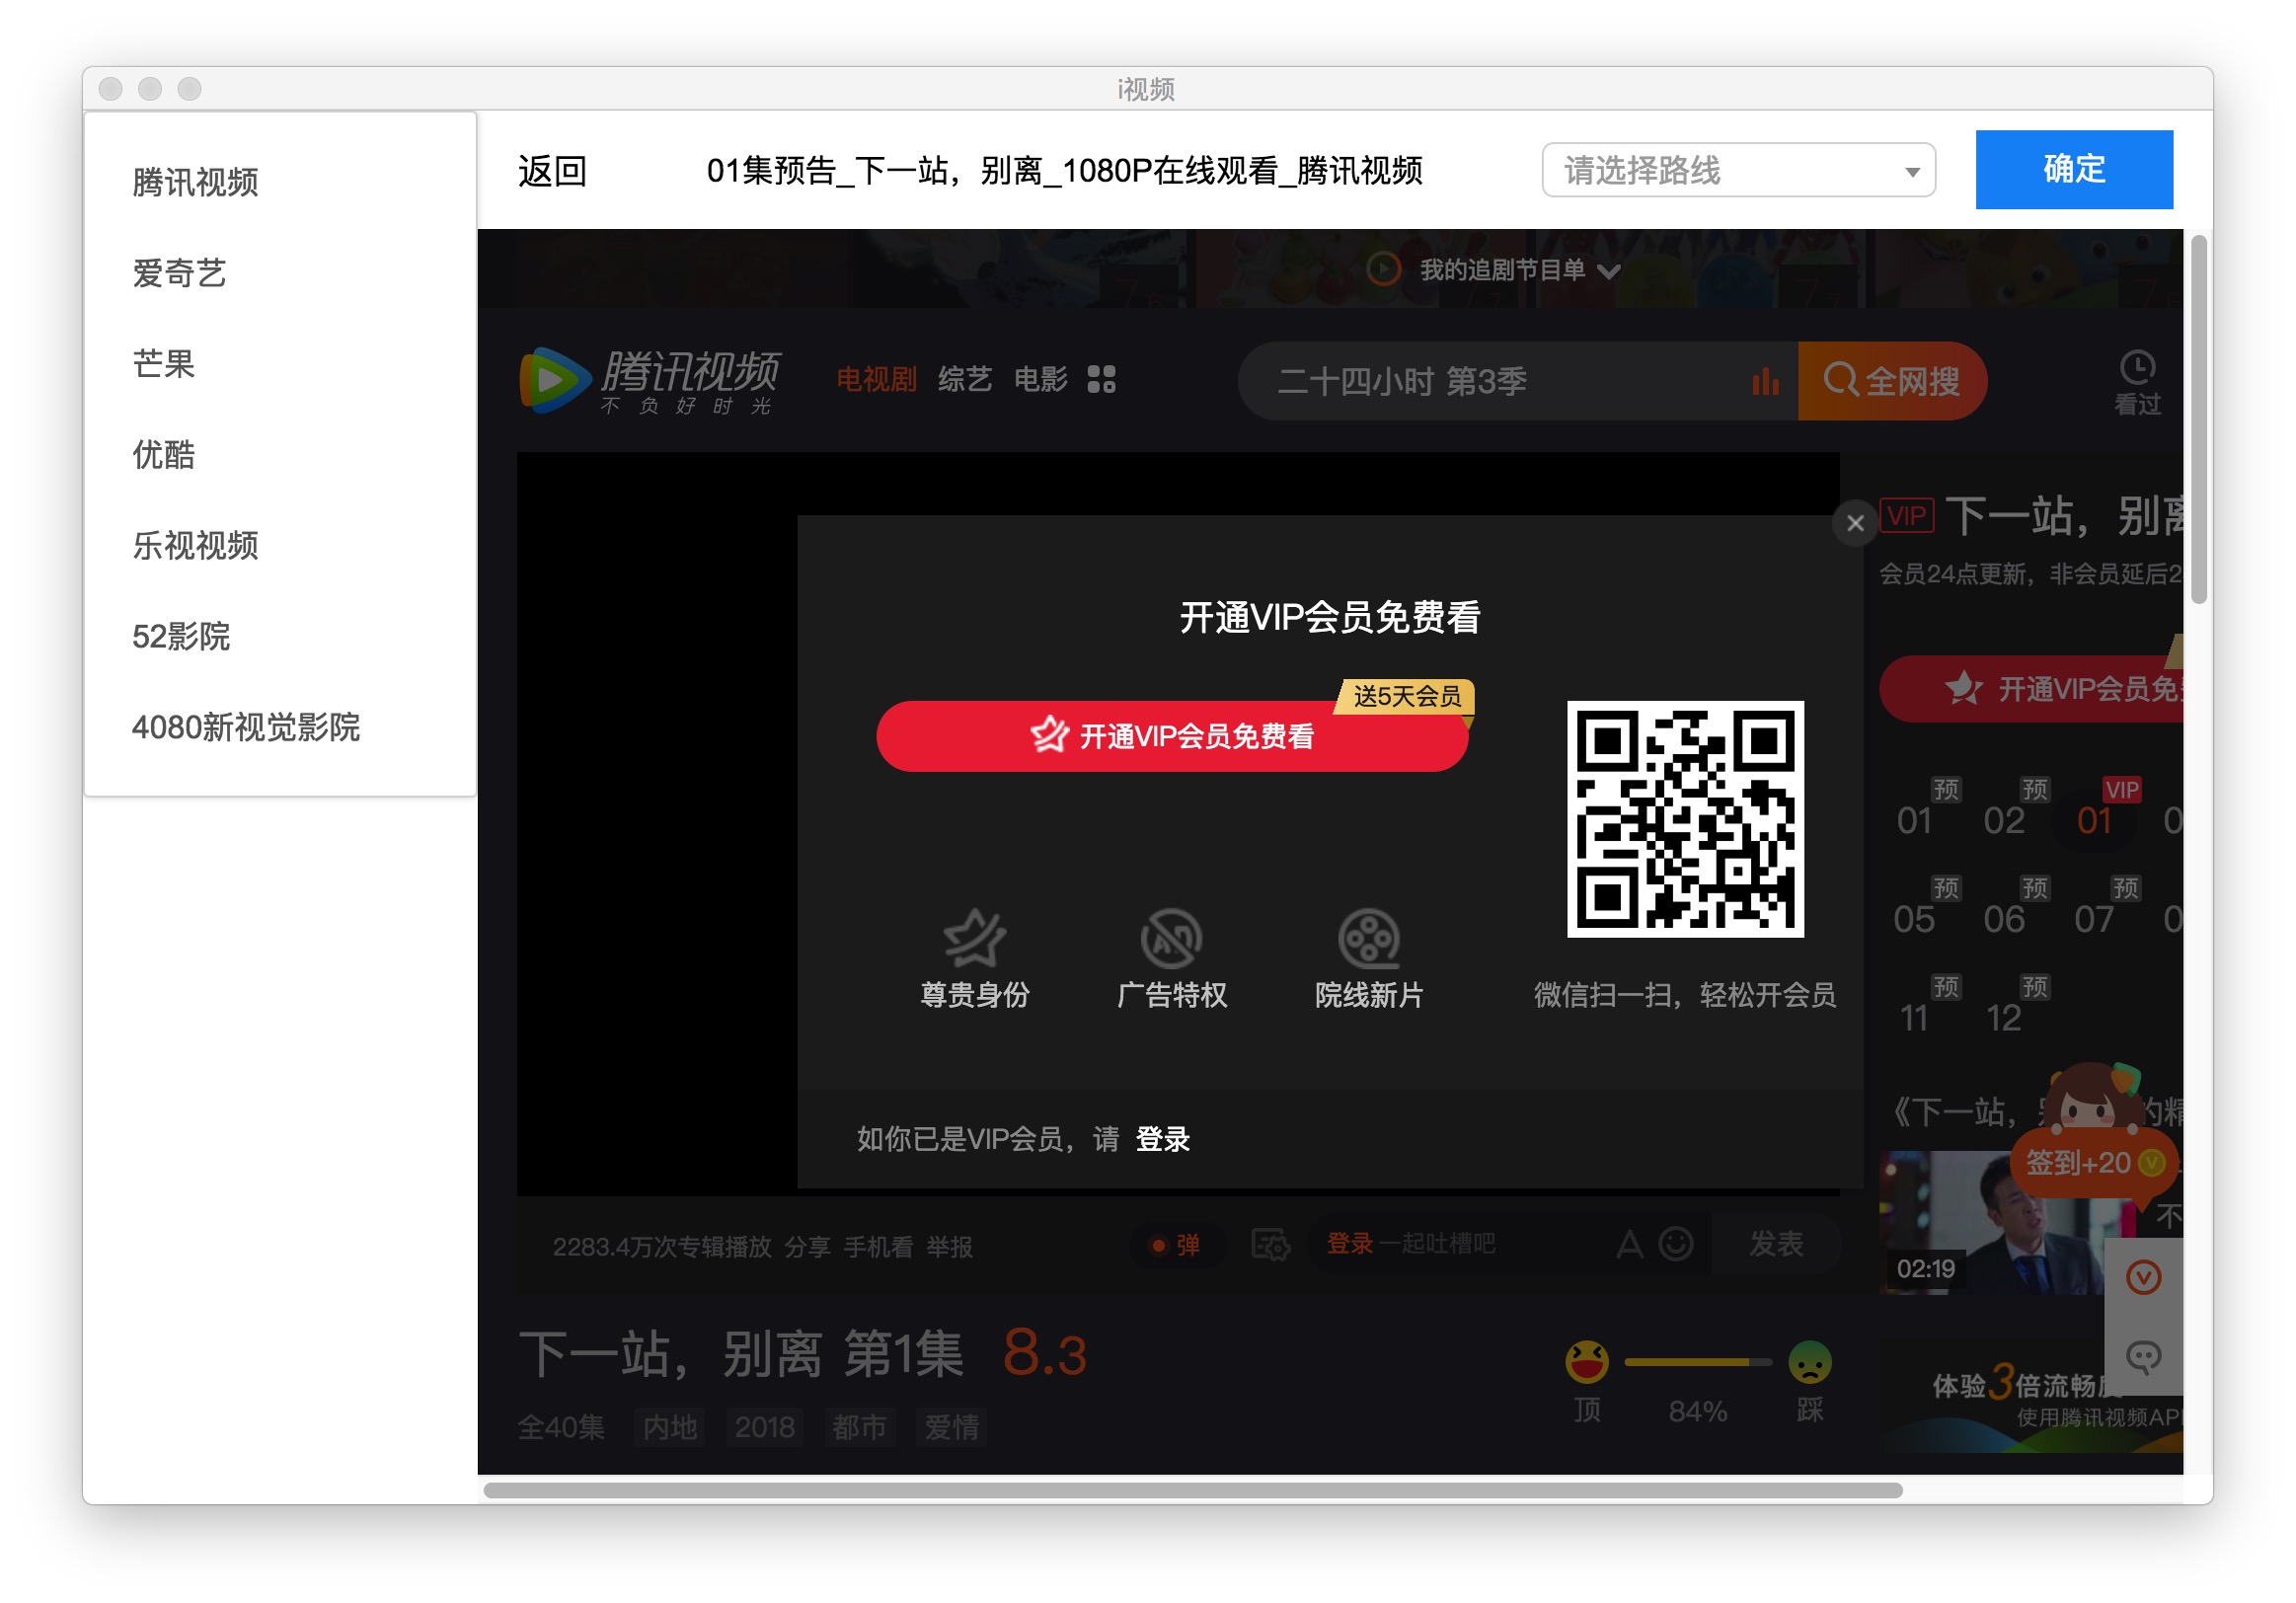 i视频
腾讯视频
爱奇艺
芒果
优酷
乐视视频
52影院
4080新视觉影院
返回
01集预告_下一站，别离_1080P在线观看_腾讯视频
请选择路线
确定
我的追剧节目单
腾讯视频
不负好时光
电视剧 综艺 电影
二十四小时 第3季
全网搜
看过
开通VIP会员免费看
送5天会员
开通VIP会员免费看
尊贵身份
广告特权
院线新片
微信扫一扫，轻松开会员
如你已是VIP会员，请 登录
VIP 下一站，别离
会员24点更新，非会员延后2
开通VIP会员免
预 预 VIP
01 02 01 0
预 预 预
05 06 07 0
预 预
11 12
《下一站，
的精
签到+20
不
02:19
2283.4万次专辑播放 分享 手机看 举报
弹
登录 一起吐槽吧
发表
下一站，别离 第1集 8.3
全40集 内地 2018 都市 爱情
顶
84%
踩
体验3倍流畅
使用腾讯视频AP